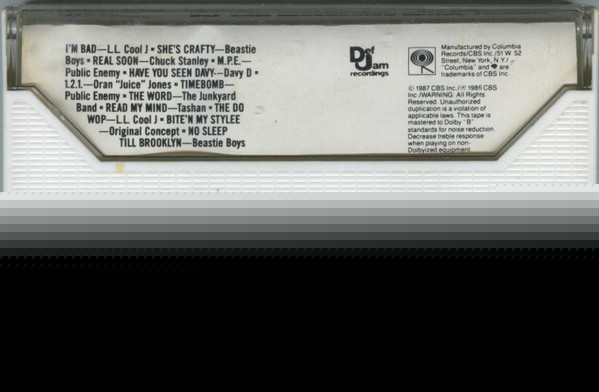 I'M BAD—L.L. Cool J • SHE'S CRAFTY—Beastie
Boys • REAL SOON—Chuck Stanley • M.P.E.—
Public Enemy • HAVE YOU SEEN DAVY—Davy D •
1.2.1.—Oran "Juice" Jones • TIMEBOMB—
Public Enemy • THE WORD—The Junkyard
Band • READ MY MIND—Tashan • THE DO
WOP—L.L. Cool J • BITE'N MY STYLEE
—Original Concept • NO SLEEP
TILL BROOKLYN—Beastie Boys
Def
Jam
recordings
Manufactured by Columbia
Records/CBS Inc./51 W. 52
Street, New York, N.Y./
"Columbia" and are
trademarks of CBS Inc.
© 1987 CBS Inc./℗ 1986 CBS
Inc./WARNING: All Rights
Reserved. Unauthorized
duplication is a violation of
applicable laws. This tape is
mastered to Dolby "B"
standards for noise reduction.
Decrease treble response
when playing on non-
Dolbyized equipment.